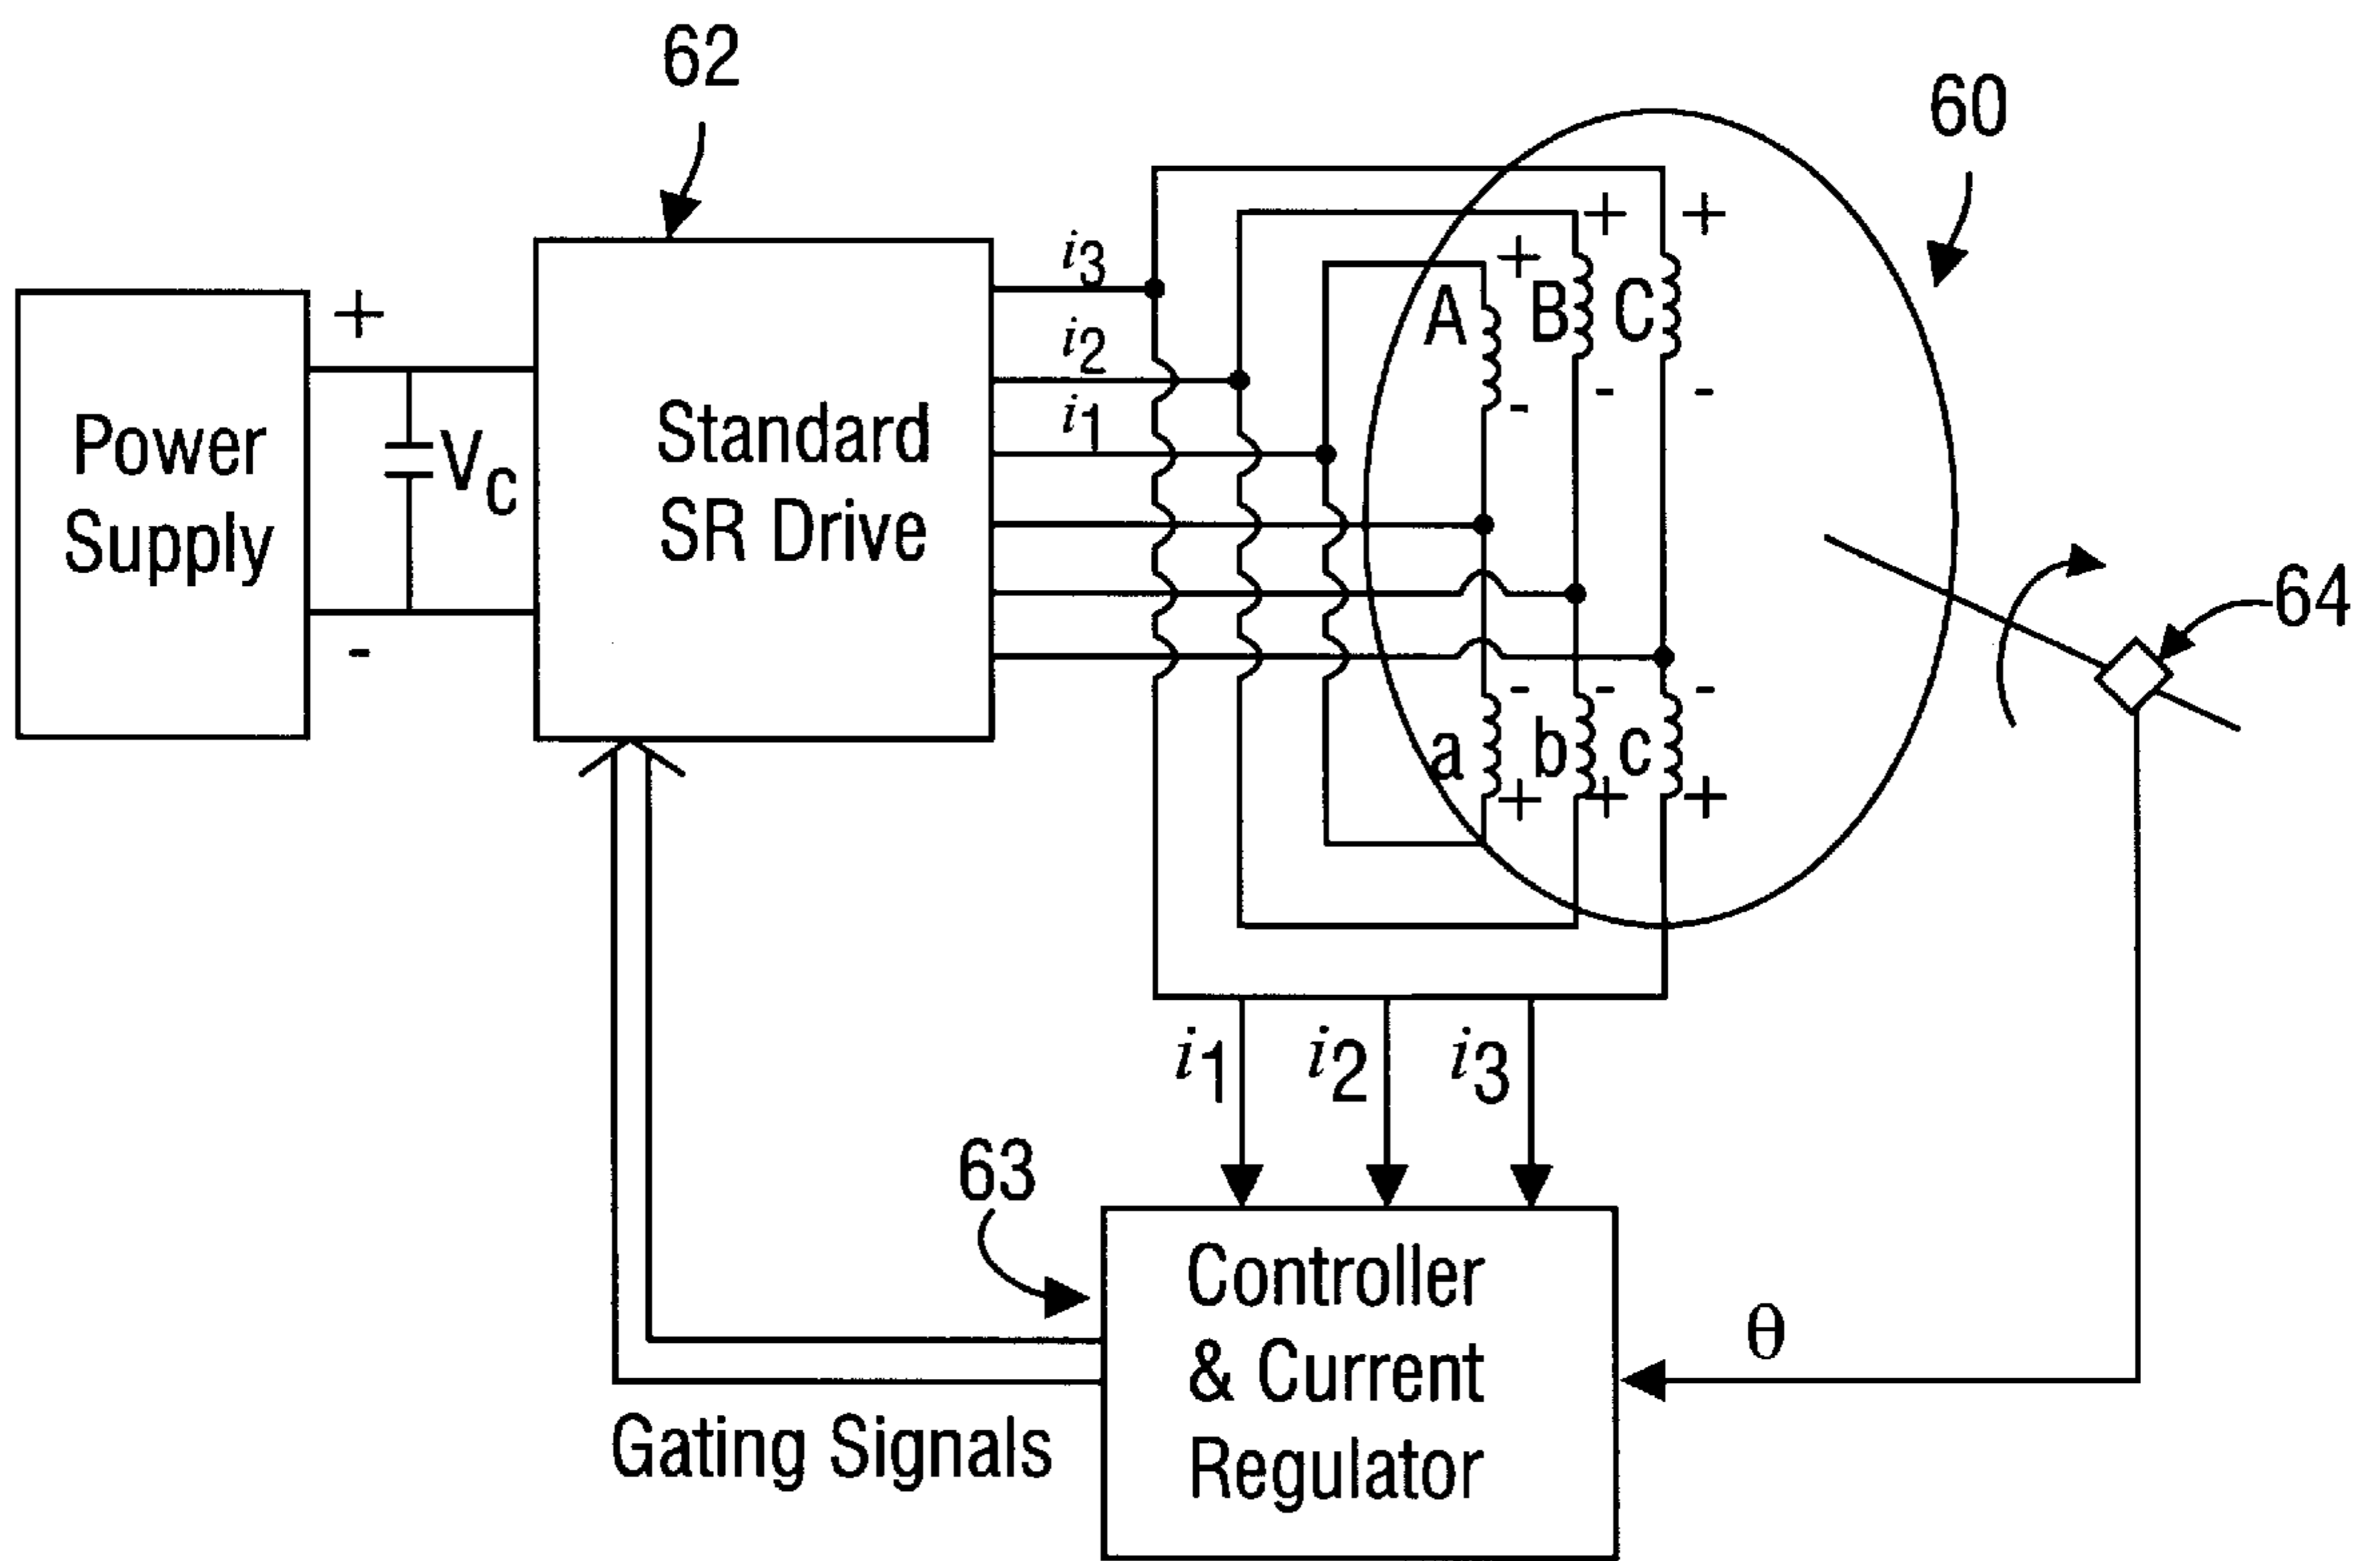 62
60
+
Power
Supply
-
V_C
Standard
SR Drive
i3
i2
i1
+ + +
A B C
- - -
- - -
a b c
+ + +
64
i1 i2 i3
63
Controller
& Current
Regulator
θ
Gating Signals